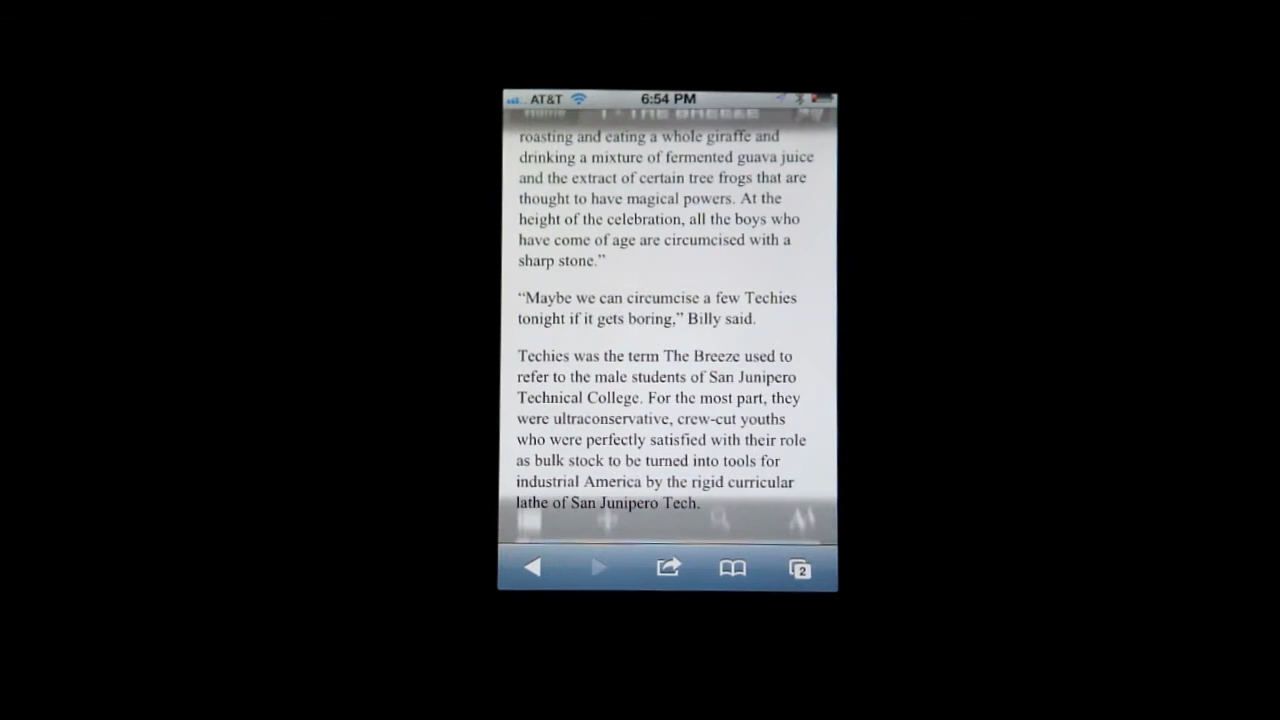 AT&T 6:54 PM
1 • THE BREEZE
roasting and eating a whole giraffe and
drinking a mixture of fermented guava juice
and the extract of certain tree frogs that are
thought to have magical powers. At the
height of the celebration, all the boys who
have come of age are circumcised with a
sharp stone.”
“Maybe we can circumcise a few Techies
tonight if it gets boring,” Billy said.
Techies was the term The Breeze used to
refer to the male students of San Junipero
Technical College. For the most part, they
were ultraconservative, crew-cut youths
who were perfectly satisfied with their role
as bulk stock to be turned into tools for
industrial America by the rigid curricular
lathe of San Junipero Tech.
AA
2